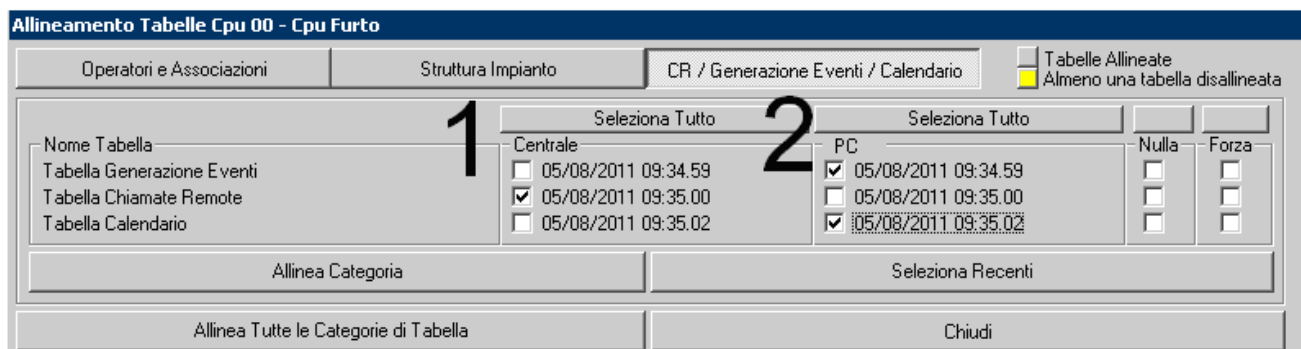 Allineamento Tabelle Cpu 00 - Cpu Furto
Operatori e Associazioni
Struttura Impianto
CR / Generazione Eventi / Calendario
Tabelle Allineate
Almeno una tabella disallineata
1
Seleziona Tutto
2
Seleziona Tutto
Nome Tabella
Centrale
PC
Nulla
Forza
Tabella Generazione Eventi
05/08/2011 09:34.59
05/08/2011 09:34.59
Tabella Chiamate Remote
05/08/2011 09:35.00
05/08/2011 09:35.00
Tabella Calendario
05/08/2011 09:35.02
05/08/2011 09:35.02
Allinea Categoria
Seleziona Recenti
Allinea Tutte le Categorie di Tabella
Chiudi